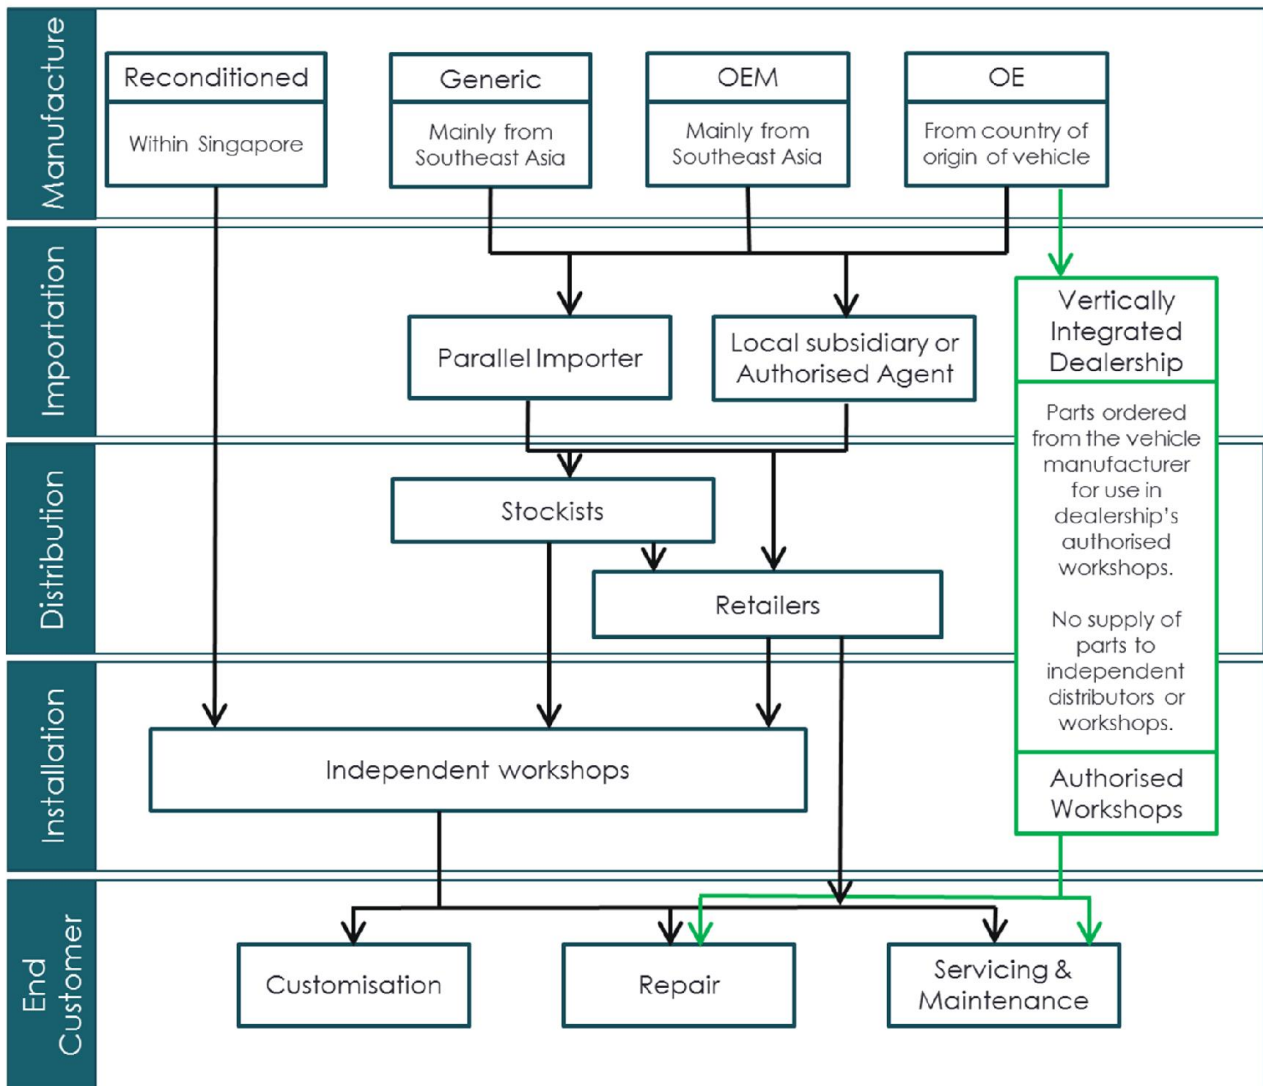 Manufacture
Reconditioned
Within Singapore
Generic
Mainly from
Southeast Asia
OEM
Mainly from
Southeast Asia
OE
From country of
origin of vehicle
Importation
Parallel Importer
Local subsidiary or
Authorised Agent
Vertically
Integrated
Dealership
Parts ordered
from the vehicle
manufacturer
for use in
dealership's
authorised
workshops.
No supply of
parts to
independent
distributors or
workshops.
Authorised
Workshops
Distribution
Stockists
Retailers
Installation
Independent workshops
End
Customer
Customisation
Repair
Servicing &
Maintenance